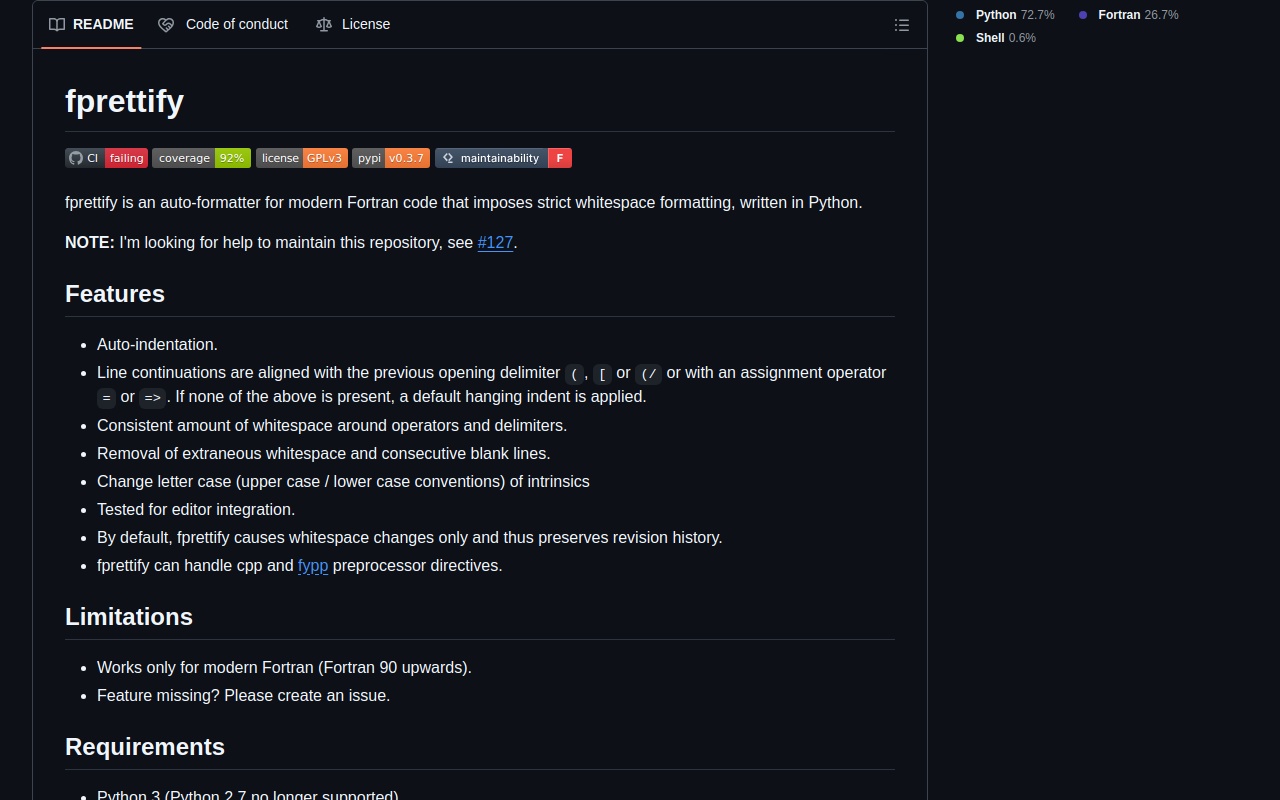 README Code of conduct License
Python 72.7% Fortran 26.7%
Shell 0.6%
fprettify
CI failing coverage 92% license GPLv3 pypi v0.3.7 maintainability F
fprettify is an auto-formatter for modern Fortran code that imposes strict whitespace formatting, written in Python.
NOTE: I'm looking for help to maintain this repository, see #127.
Features
Auto-indentation.
Line continuations are aligned with the previous opening delimiter (, [ or (/ or with an assignment operator
= or =>. If none of the above is present, a default hanging indent is applied.
Consistent amount of whitespace around operators and delimiters.
Removal of extraneous whitespace and consecutive blank lines.
Change letter case (upper case / lower case conventions) of intrinsics
Tested for editor integration.
By default, fprettify causes whitespace changes only and thus preserves revision history.
fprettify can handle cpp and fypp preprocessor directives.
Limitations
Works only for modern Fortran (Fortran 90 upwards).
Feature missing? Please create an issue.
Requirements
Python 3 (Python 2.7 no longer supported)